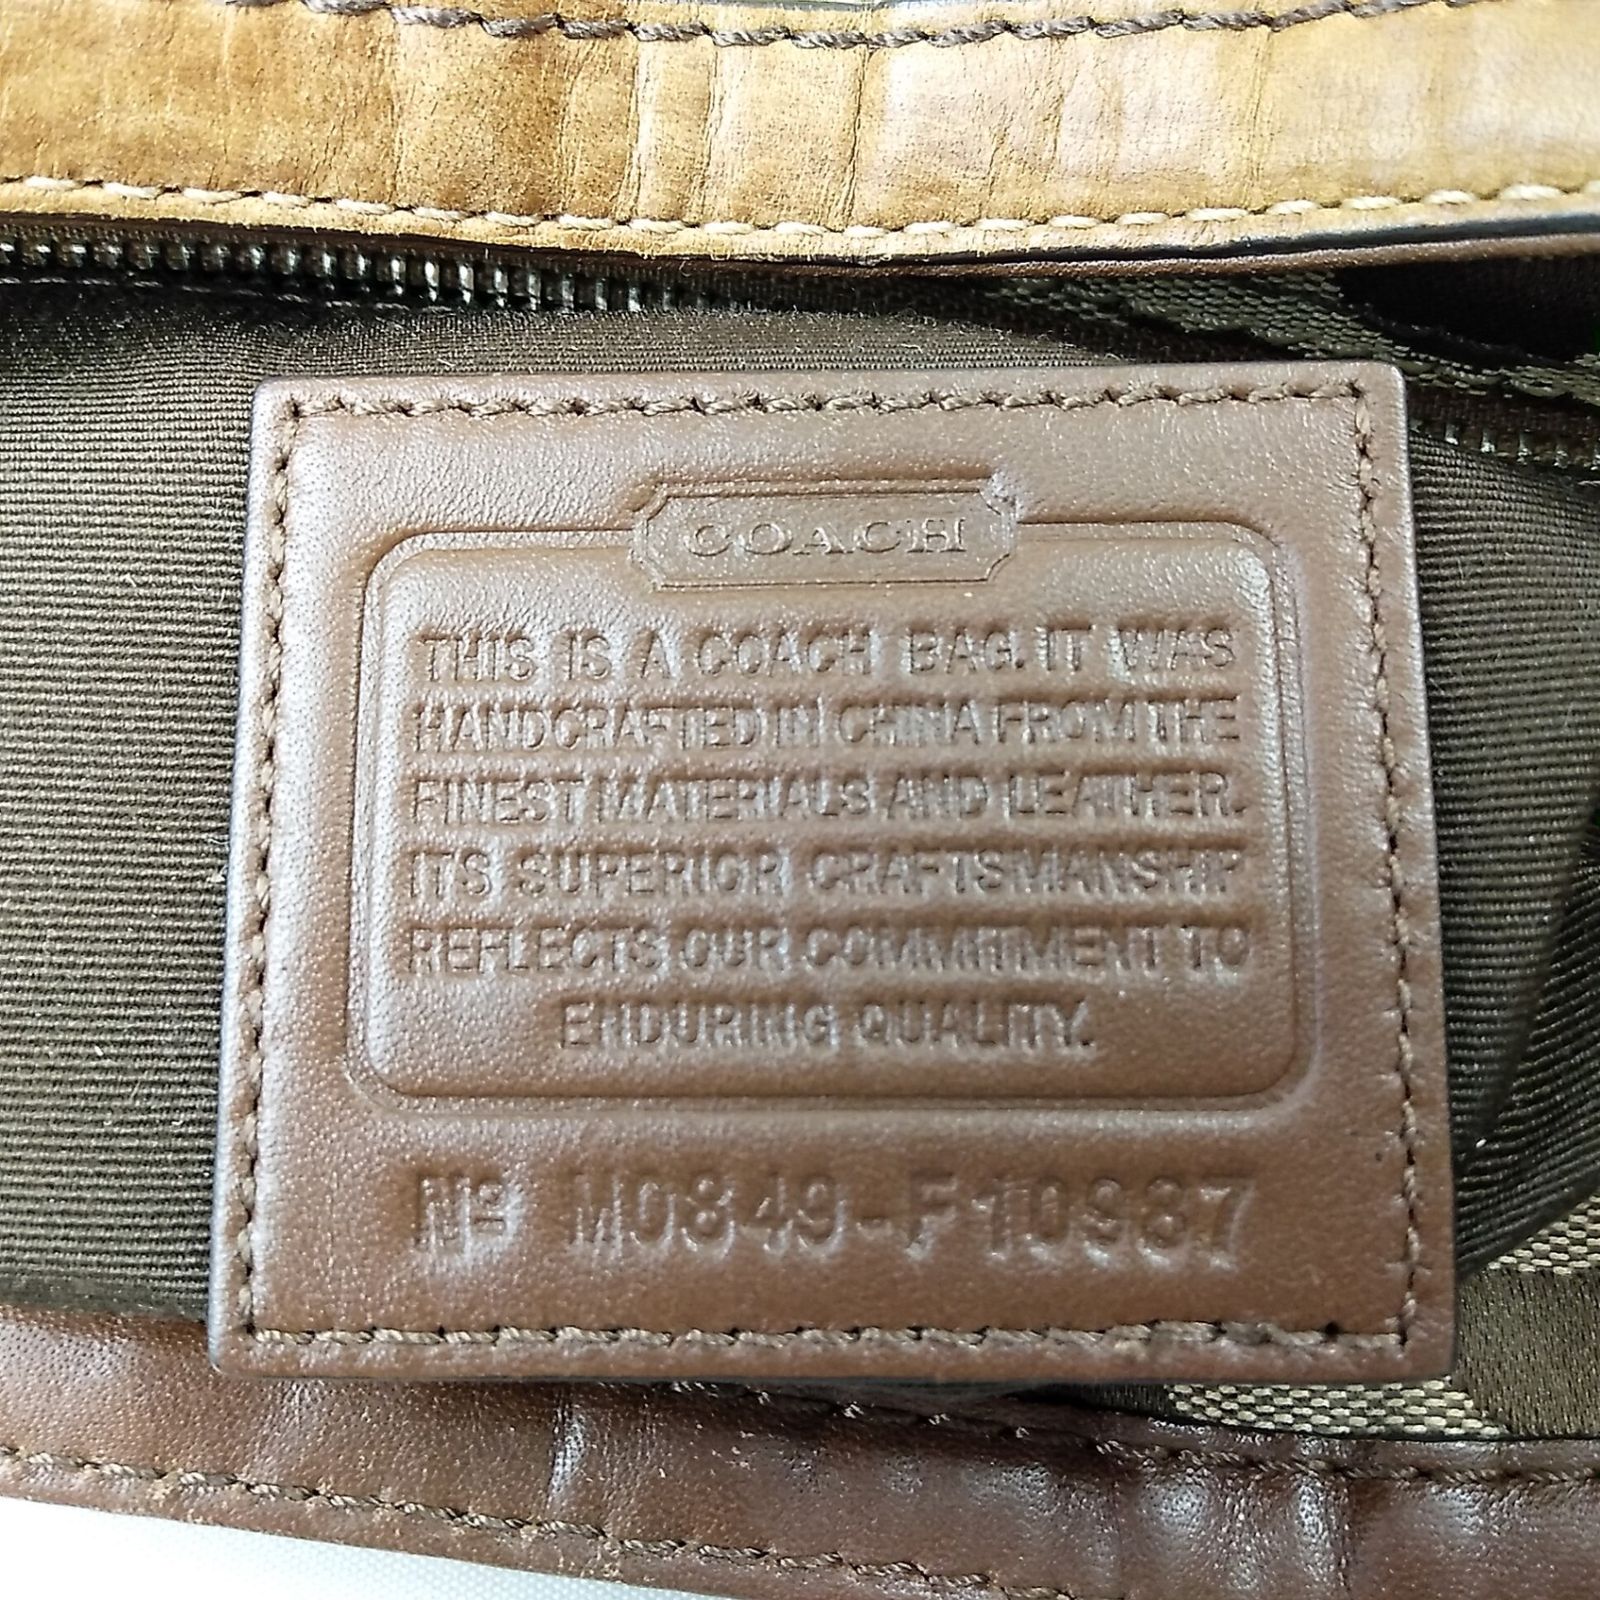 COACH
THIS IS A COACH BAG. IT WAS
HANDCRAFTED IN CHINA FROM THE
FINEST MATERIALS AND LEATHER.
ITS SUPERIOR CRAFTSMANSHIP
REFLECTS OUR COMMITMENT TO
ENDURING QUALITY.
Nº M0849-F10987